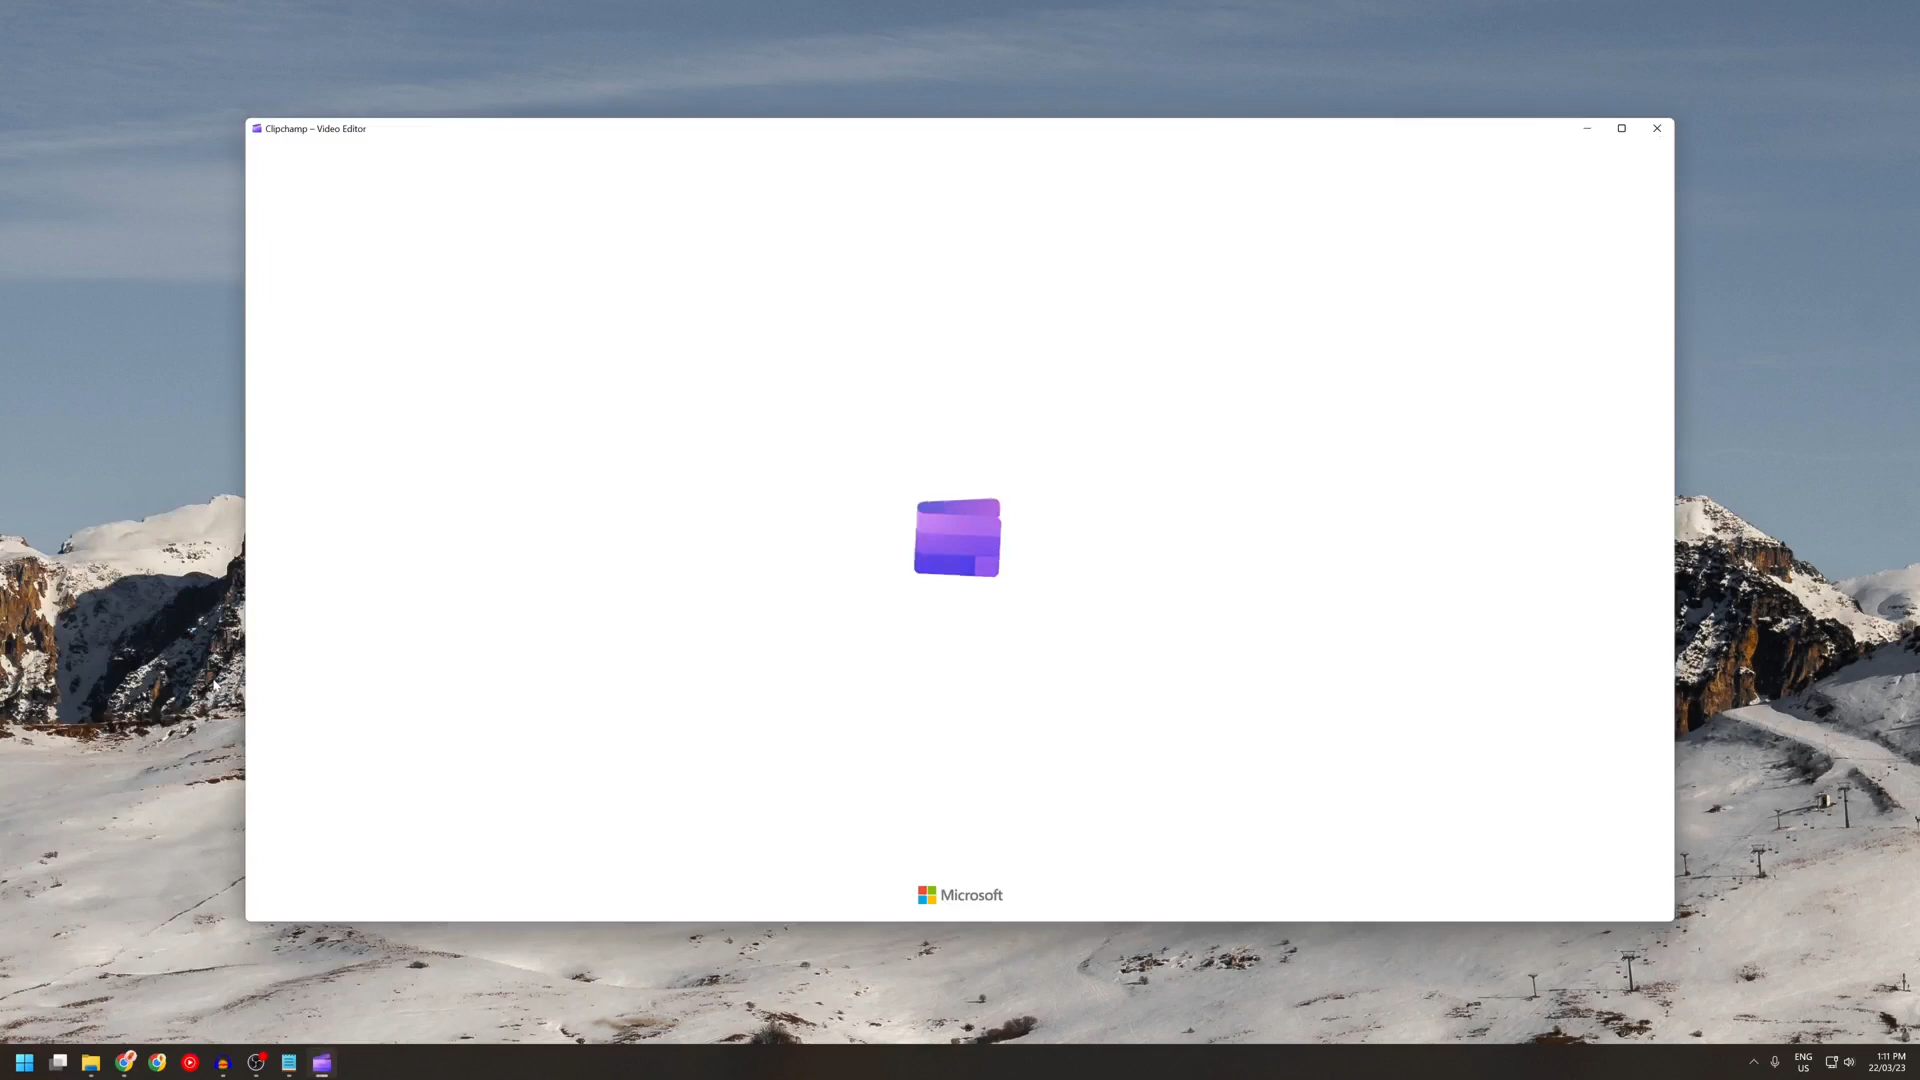 Clipchamp – Video Editor
Microsoft
ENG
US
1:11 PM
22/03/23